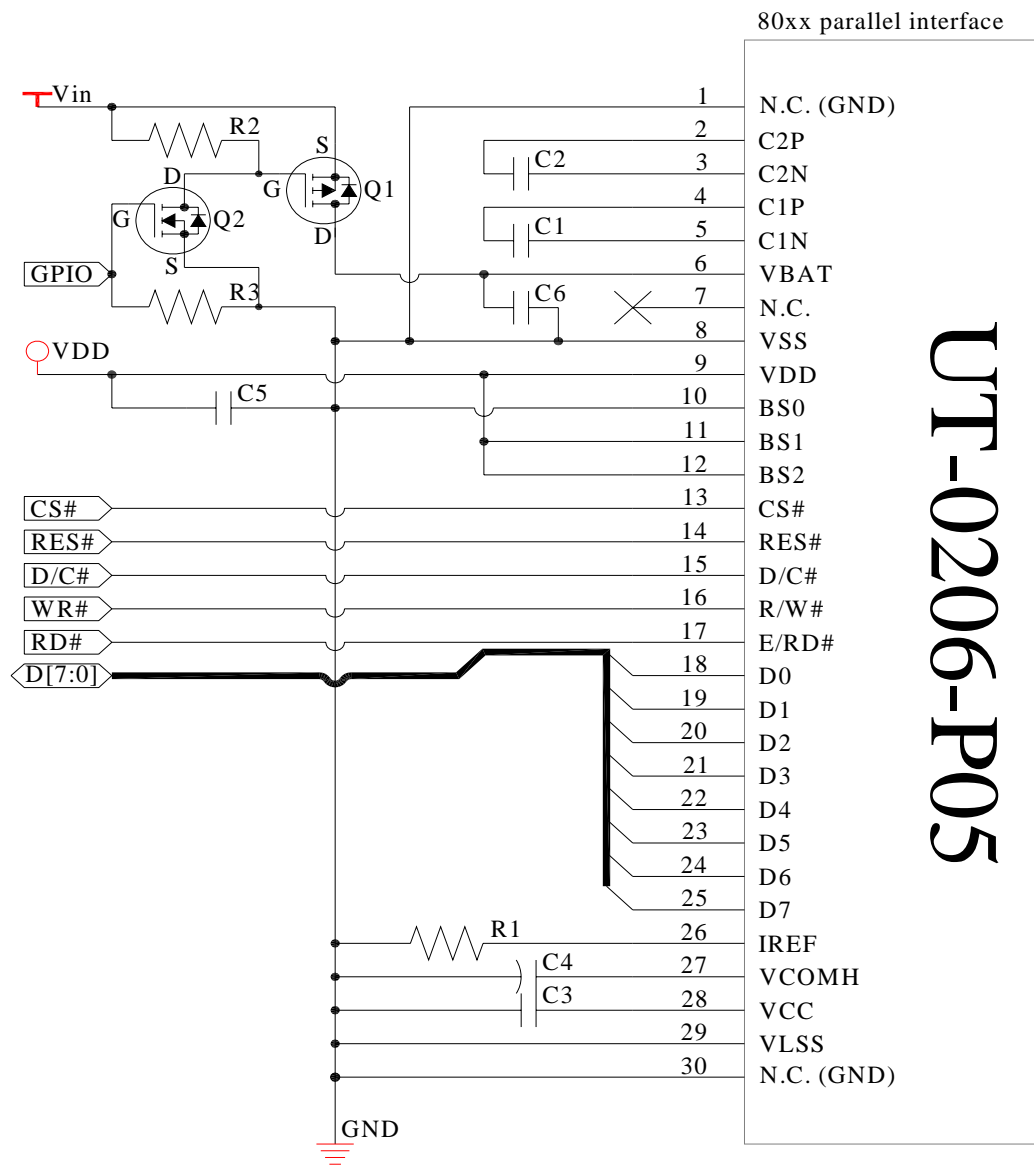 80xx parallel interface
Vin
R2
S
G
Q1
D
D
G
Q2
S
GPIO
R3
VDD
C5
CS#
RES#
D/C#
WR#
RD#
D[7:0]
C2
C1
C6
R1
C4
C3
GND
1 N.C. (GND)
2 C2P
3 C2N
4 C1P
5 C1N
6 VBAT
7 N.C.
8 VSS
9 VDD
10 BS0
11 BS1
12 BS2
13 CS#
14 RES#
15 D/C#
16 R/W#
17 E/RD#
18 D0
19 D1
20 D2
21 D3
22 D4
23 D5
24 D6
25 D7
26 IREF
27 VCOMH
28 VCC
29 VLSS
30 N.C. (GND)
UT-0206-P05